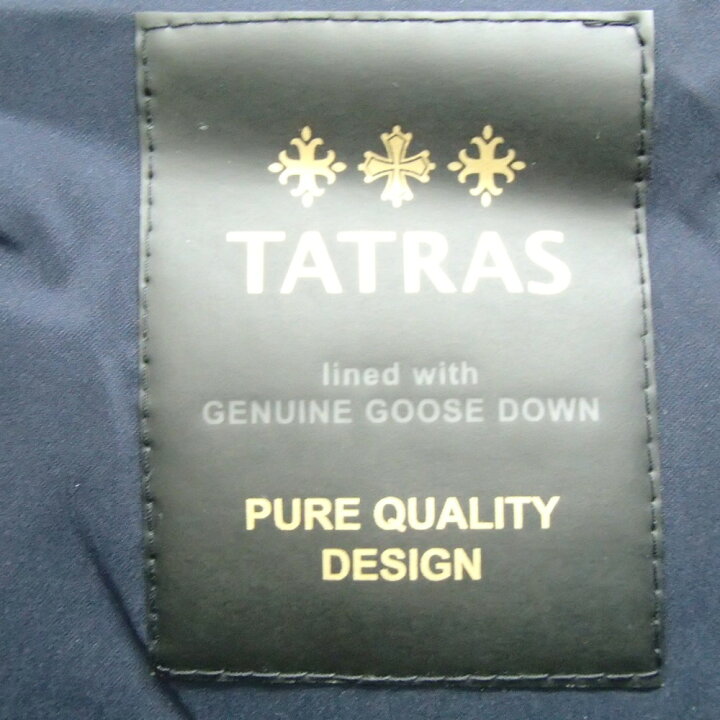 TATRAS
lined with
GENUINE GOOSE DOWN
PURE QUALITY
DESIGN